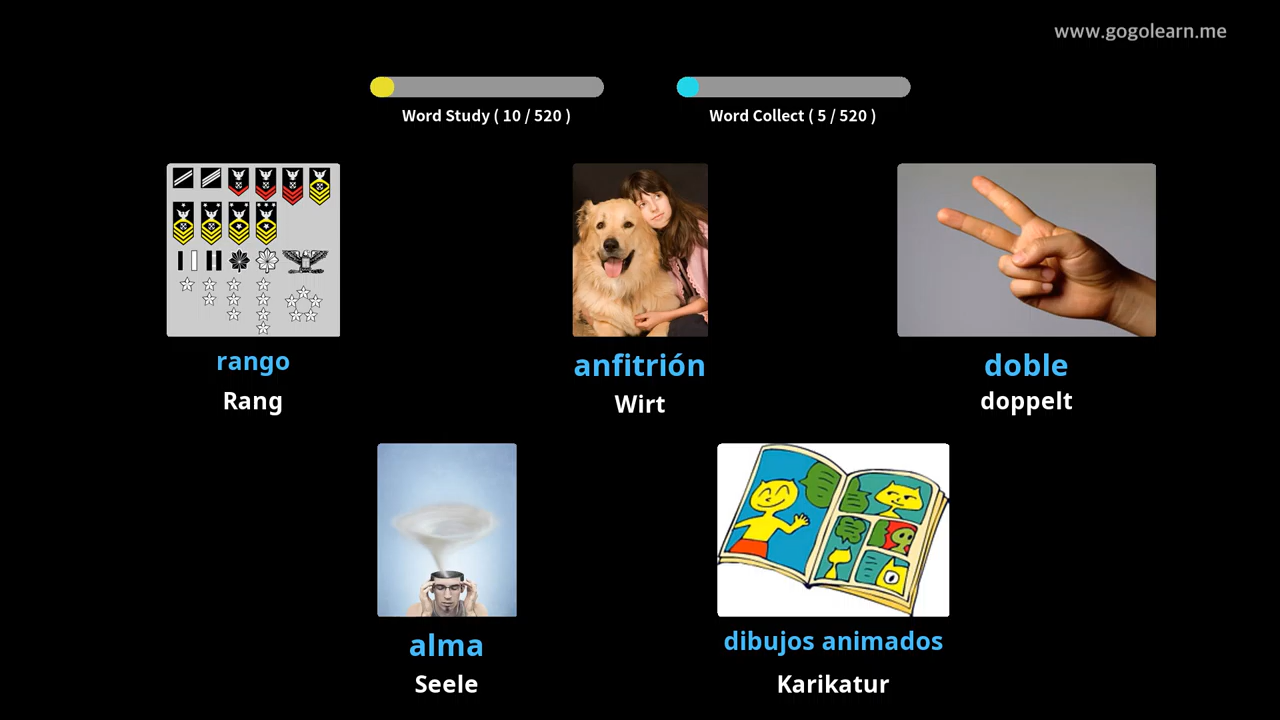 www.gogolearn.me
Word Study ( 10 / 520 )
Word Collect ( 5 / 520 )
rango
Rang
anfitrión
Wirt
doble
doppelt
alma
Seele
dibujos animados
Karikatur